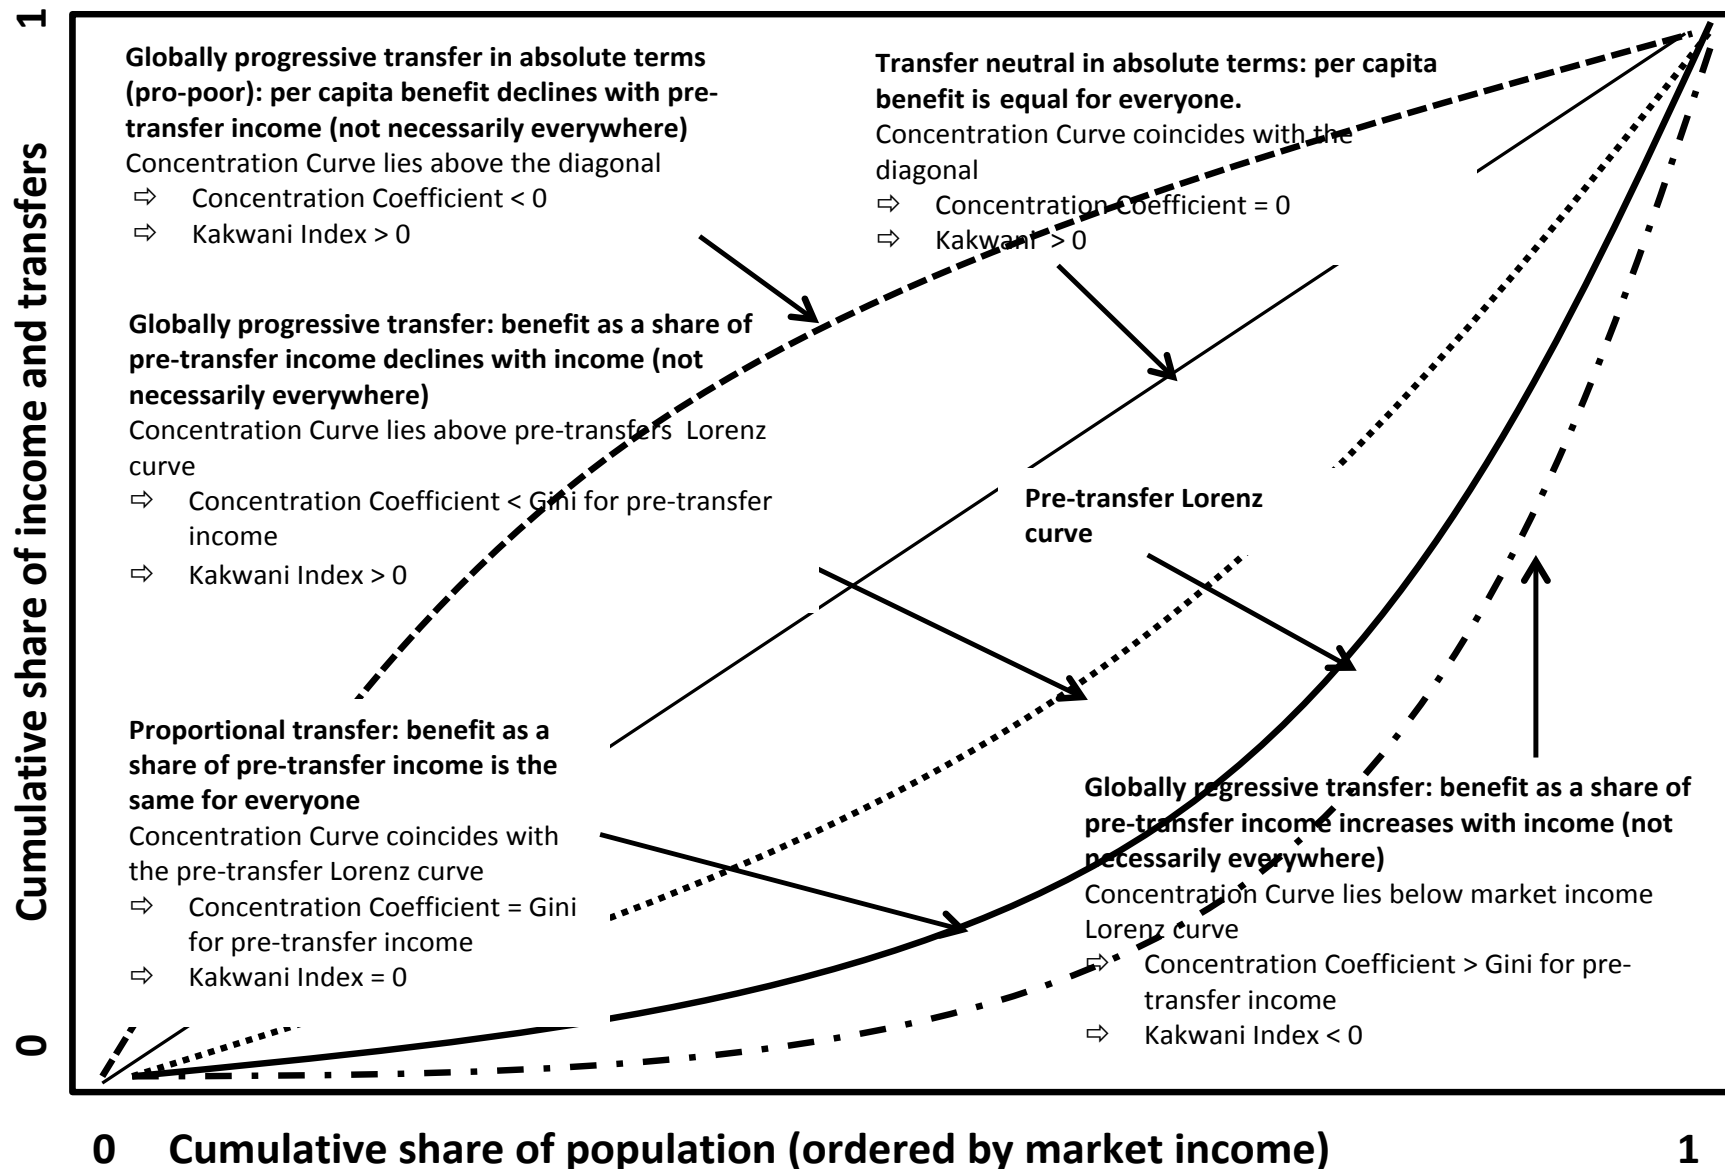 1
Cumulative share of income and transfers
0
Globally progressive transfer in absolute terms
(pro-poor): per capita benefit declines with pre-
transfer income (not necessarily everywhere)
Concentration Curve lies above the diagonal
⇨ Concentration Coefficient < 0
⇨ Kakwani Index > 0
Transfer neutral in absolute terms: per capita
benefit is equal for everyone.
Concentration Curve coincides with the
diagonal
⇨ Concentration Coefficient = 0
⇨ Kakwani > 0
Globally progressive transfer: benefit as a share of
pre-transfer income declines with income (not
necessarily everywhere)
Concentration Curve lies above pre-transfers Lorenz
curve
⇨ Concentration Coefficient < Gini for pre-transfer
income
⇨ Kakwani Index > 0
Pre-transfer Lorenz
curve
Proportional transfer: benefit as a
share of pre-transfer income is the
same for everyone
Concentration Curve coincides with
the pre-transfer Lorenz curve
⇨ Concentration Coefficient = Gini
for pre-transfer income
⇨ Kakwani Index = 0
Globally regressive transfer: benefit as a share of
pre-transfer income increases with income (not
necessarily everywhere)
Concentration Curve lies below market income
Lorenz curve
⇨ Concentration Coefficient > Gini for pre-
transfer income
⇨ Kakwani Index < 0
0 Cumulative share of population (ordered by market income) 1